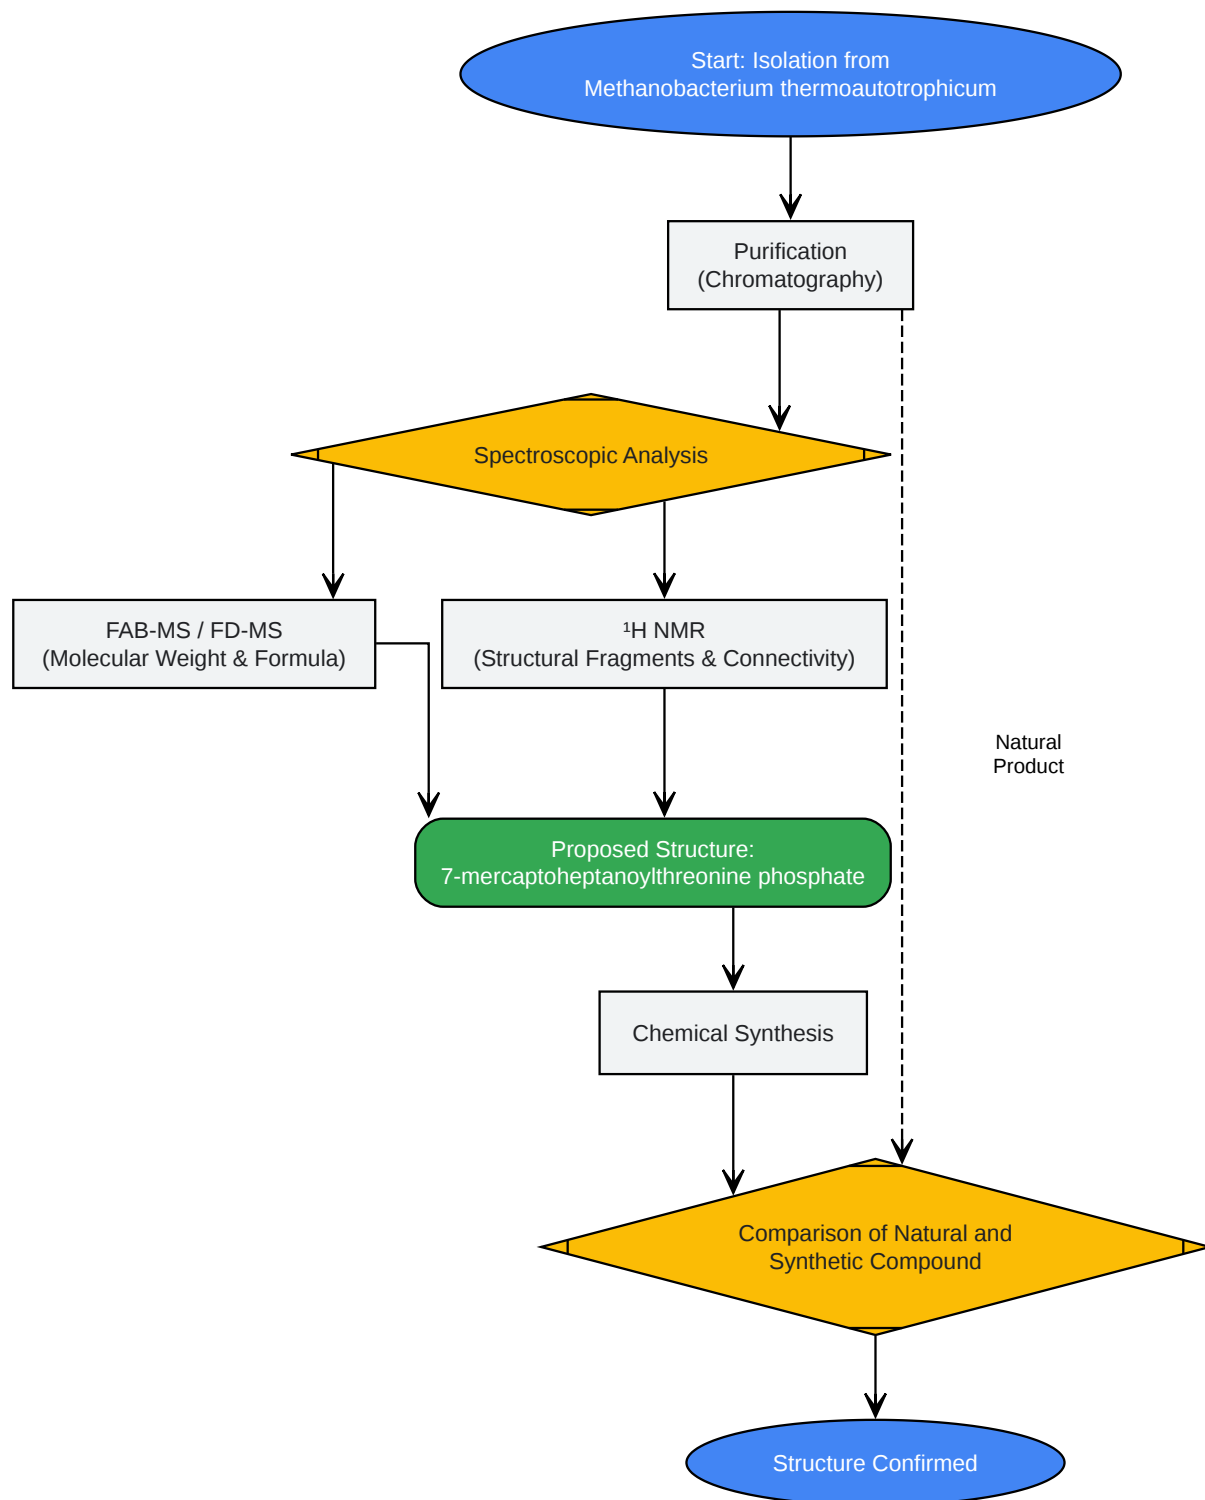 Start: Isolation from
Methanobacterium thermoautotrophicum
Purification
(Chromatography)
Spectroscopic Analysis
FAB-MS / FD-MS
(Molecular Weight & Formula)
¹H NMR
(Structural Fragments & Connectivity)
Natural
Product
Proposed Structure:
7-mercaptoheptanoylthreonine phosphate
Chemical Synthesis
Comparison of Natural and
Synthetic Compound
Structure Confirmed